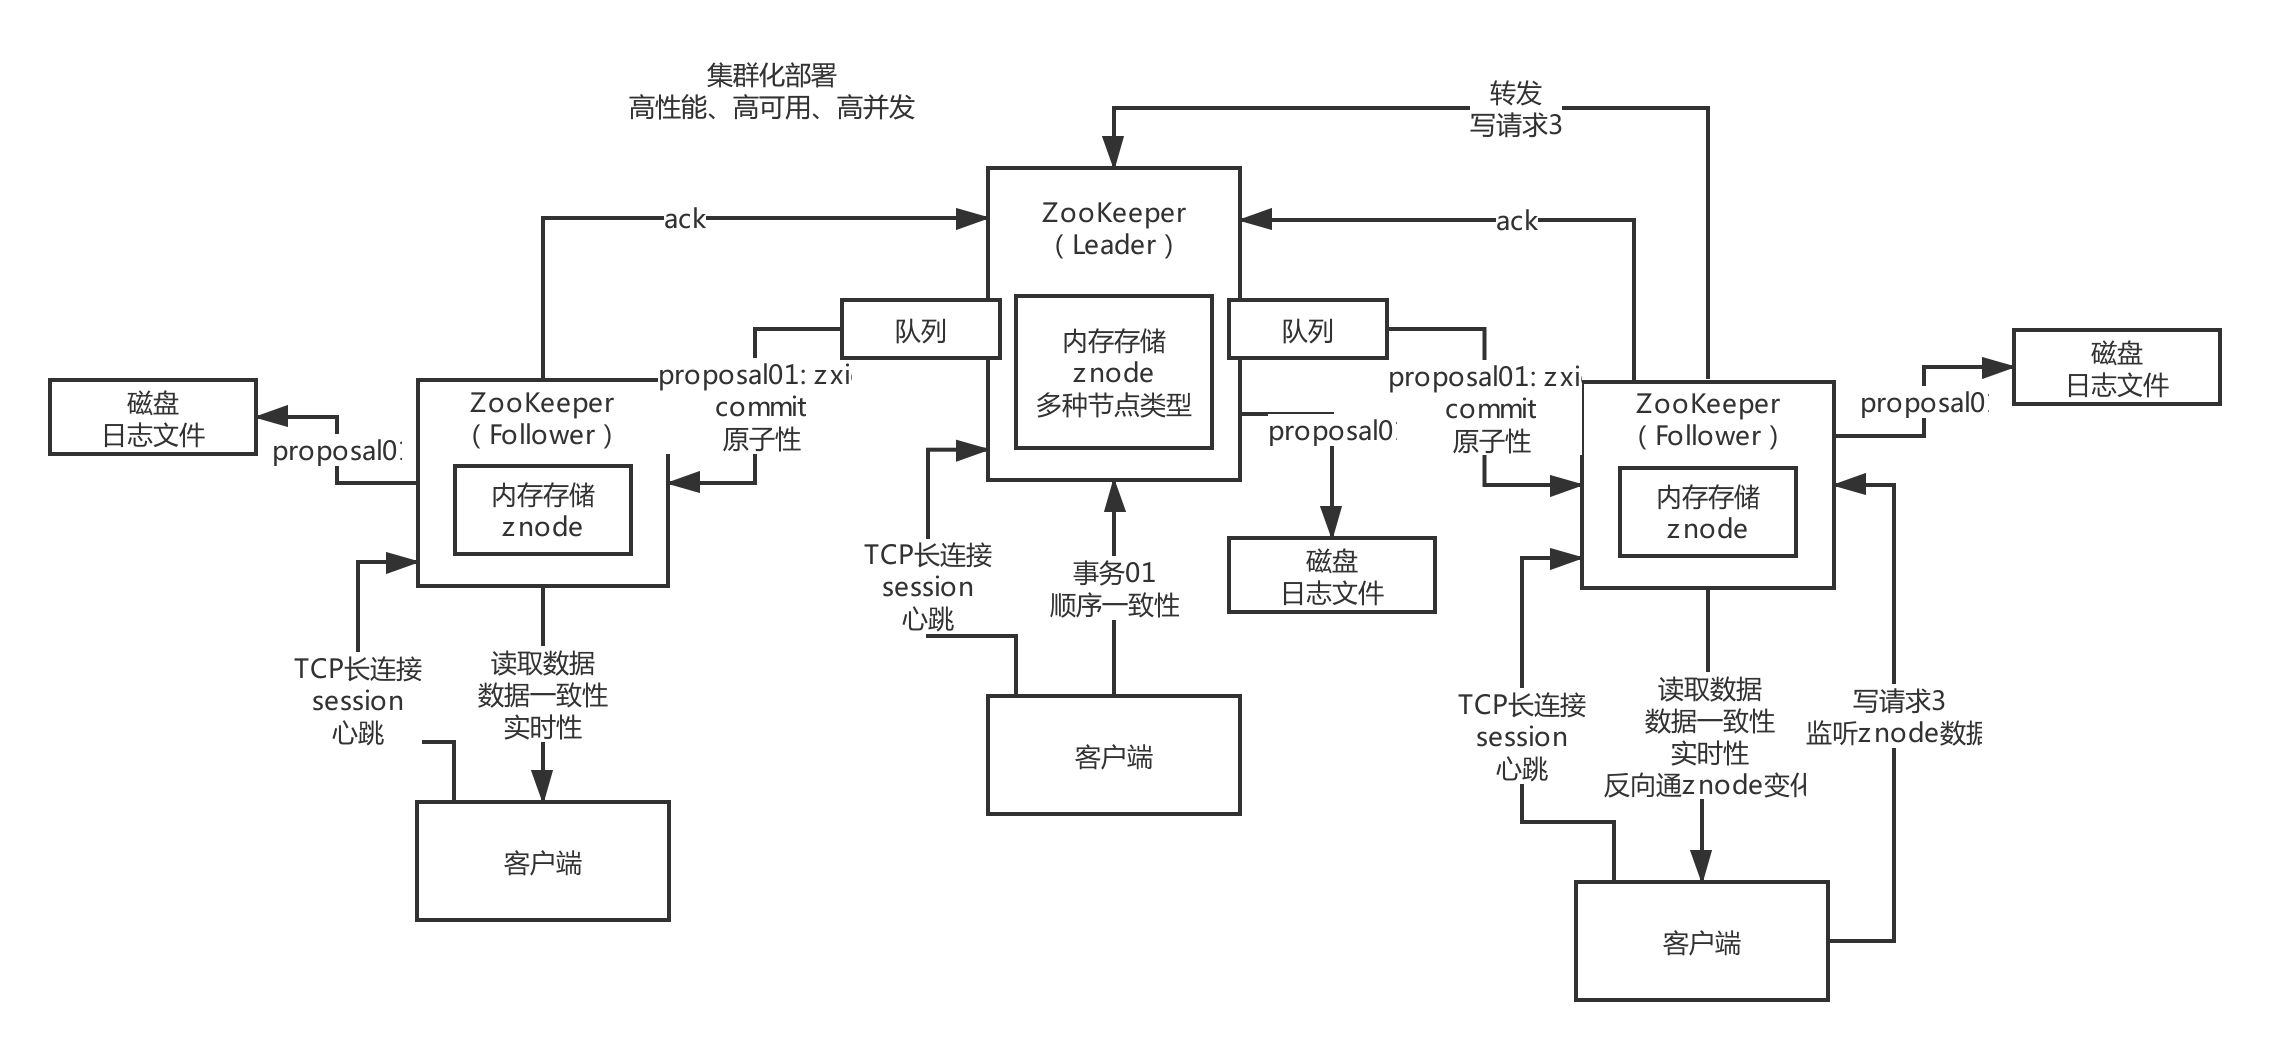 集群化部署
高性能、高可用、高并发
转发
写请求3
ack
ack
ZooKeeper
（Leader）
队列
队列
内存存储
znode
多种节点类型
proposal01: zxi
commit
原子性
proposal01: zxi
commit
原子性
磁盘
日志文件
proposal01
ZooKeeper
（Follower）
内存存储
znode
proposal01
磁盘
日志文件
ZooKeeper
（Follower）
内存存储
znode
proposal01
磁盘
日志文件
TCP长连接
session
心跳
事务01
顺序一致性
TCP长连接
session
心跳
读取数据
数据一致性
实时性
TCP长连接
session
心跳
读取数据
数据一致性
实时性
反向通znode变化
写请求3
监听znode数据
客户端
客户端
客户端